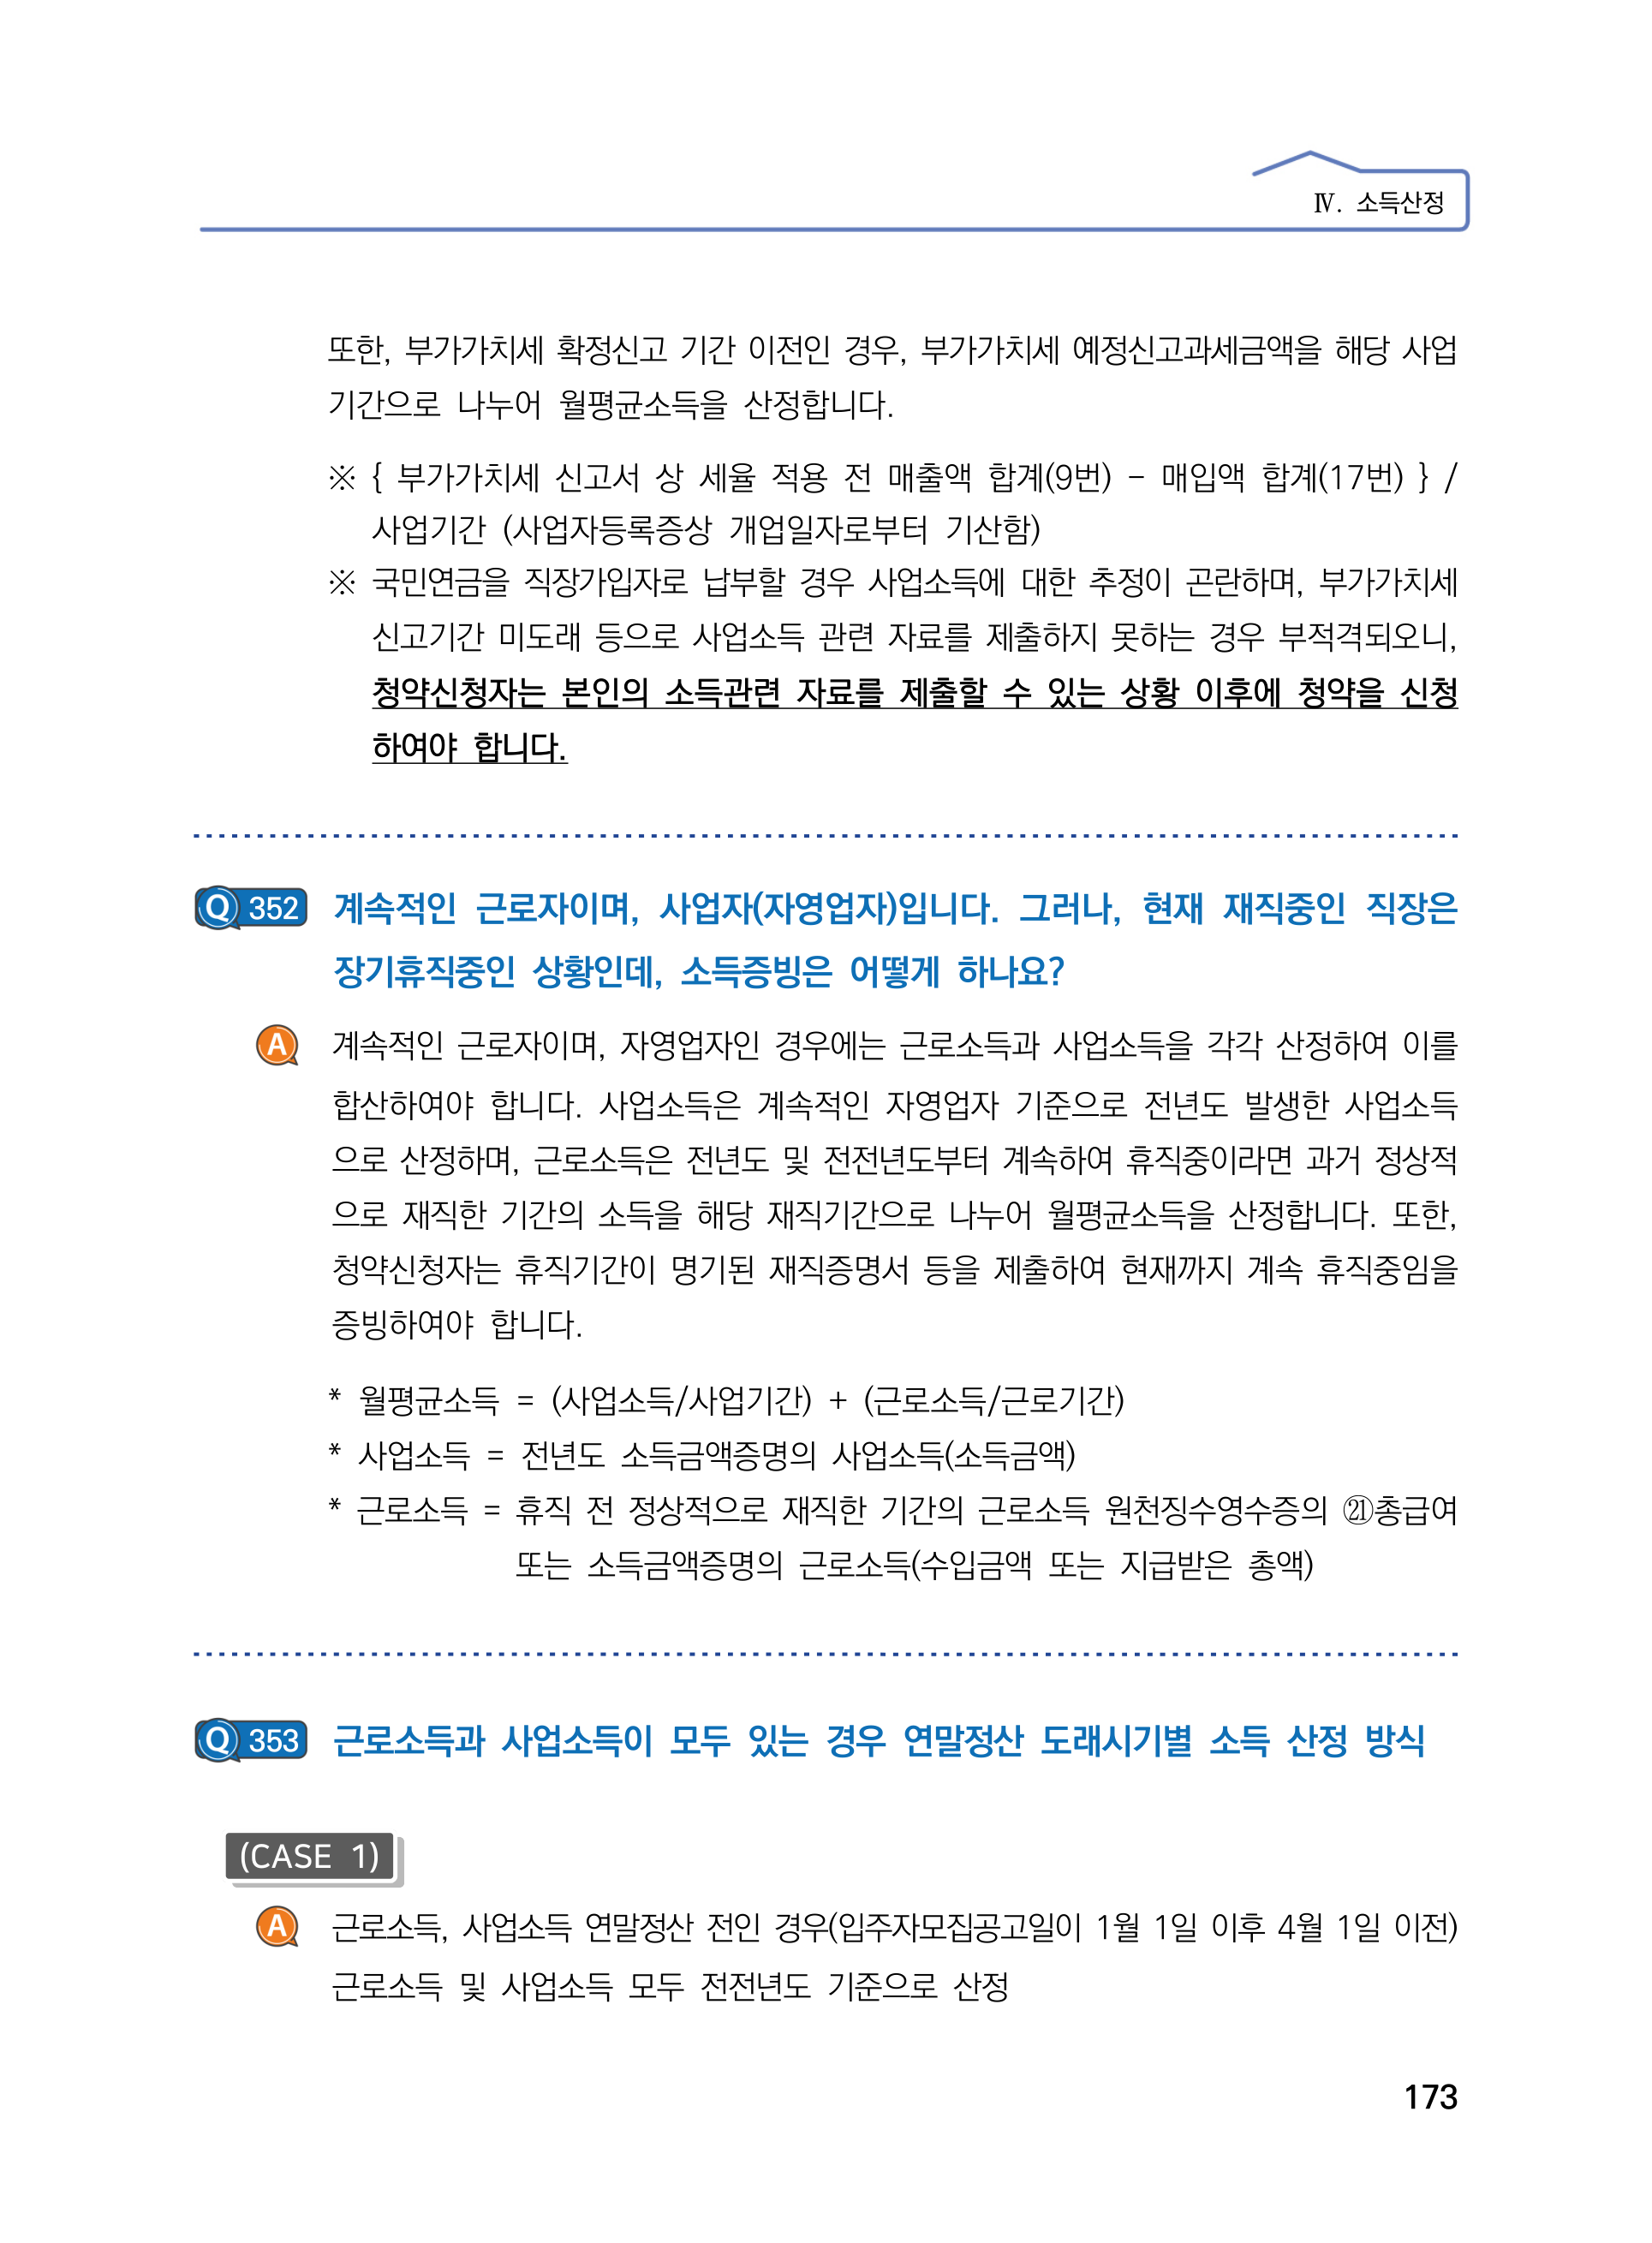 Ⅳ. 소득산정
또한, 부가가치세 확정신고 기간 이전인 경우, 부가가치세 예정신고과세금액을 해당 사업
기간으로 나누어 월평균소득을 산정합니다.
※ { 부가가치세 신고서 상 세율 적용 전 매출액 합계(9번) - 매입액 합계(17번) } /
사업기간 (사업자등록증상 개업일자로부터 기산함)
※ 국민연금을 직장가입자로 납부할 경우 사업소득에 대한 추정이 곤란하며, 부가가치세
신고기간 미도래 등으로 사업소득 관련 자료를 제출하지 못하는 경우 부적격되오니,
청약신청자는 본인의 소득관련 자료를 제출할 수 있는 상황 이후에 청약을 신청
하여야 합니다.
Q 352 계속적인 근로자이며, 사업자(자영업자)입니다. 그러나, 현재 재직중인 직장은
장기휴직중인 상황인데, 소득증빙은 어떻게 하나요?
A 계속적인 근로자이며, 자영업자인 경우에는 근로소득과 사업소득을 각각 산정하여 이를
합산하여야 합니다. 사업소득은 계속적인 자영업자 기준으로 전년도 발생한 사업소득
으로 산정하며, 근로소득은 전년도 및 전전년도부터 계속하여 휴직중이라면 과거 정상적
으로 재직한 기간의 소득을 해당 재직기간으로 나누어 월평균소득을 산정합니다. 또한,
청약신청자는 휴직기간이 명기된 재직증명서 등을 제출하여 현재까지 계속 휴직중임을
증빙하여야 합니다.
* 월평균소득 = (사업소득/사업기간) + (근로소득/근로기간)
* 사업소득 = 전년도 소득금액증명의 사업소득(소득금액)
* 근로소득 = 휴직 전 정상적으로 재직한 기간의 근로소득 원천징수영수증의 ㉑총급여
또는 소득금액증명의 근로소득(수입금액 또는 지급받은 총액)
Q 353 근로소득과 사업소득이 모두 있는 경우 연말정산 도래시기별 소득 산정 방식
(CASE 1)
A 근로소득, 사업소득 연말정산 전인 경우(입주자모집공고일이 1월 1일 이후 4월 1일 이전)
근로소득 및 사업소득 모두 전전년도 기준으로 산정
173